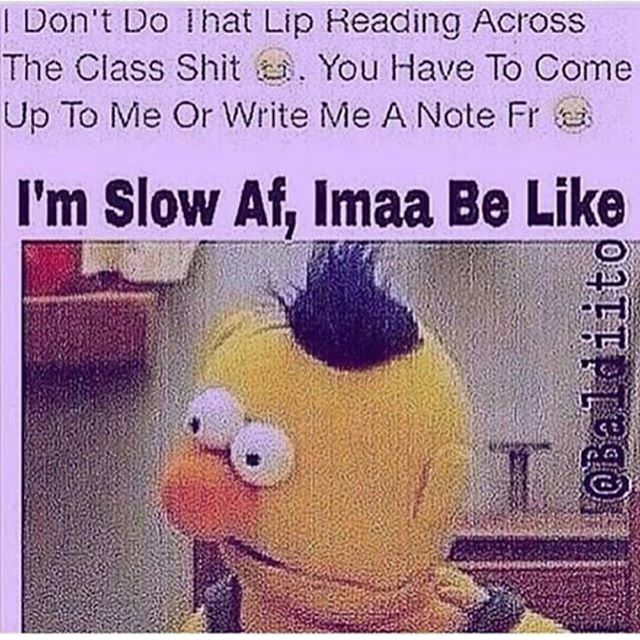 I Don't Do That Lip Reading Across
The Class Shit 😂. You Have To Come
Up To Me Or Write Me A Note Fr 😂
I'm Slow Af, Imaa Be Like
@Baldiito